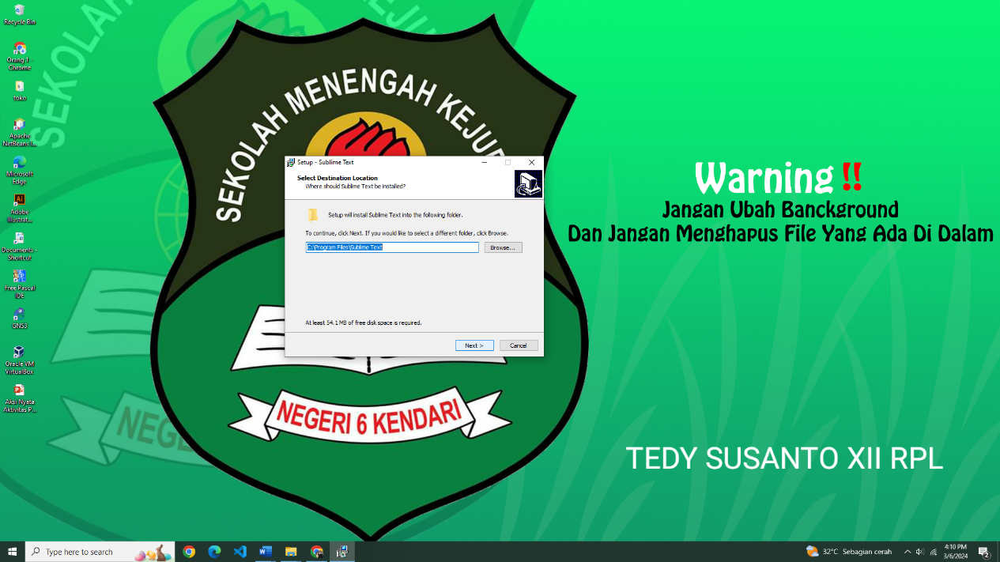 Recycle Bin
Orang 1 -
Chrome
toko
Apache
NetBeans I...
Microsoft
Edge
Adobe
Illustrat...
Documents -
Shortcut
Free Pascal
IDE
GNS3
Oracle VM
VirtualBox
Aksi Nyata
Aktivitas P...
SEKOLAH MENENGAH KEJUR
Setup - Sublime Text
Select Destination Location
Where should Sublime Text be installed?
Setup will install Sublime Text into the following folder.
To continue, click Next. If you would like to select a different folder, click Browse.
C:\Program Files\Sublime Text
Browse...
At least 54.1 MB of free disk space is required.
Next >
Cancel
NEGERI 6 KENDARI
Warning !!
Jangan Ubah Banckground
Dan Jangan Menghapus File Yang Ada Di Dalam
TEDY SUSANTO XII RPL
Type here to search
32°C Sebagian cerah
4:10 PM
3/6/2024
2